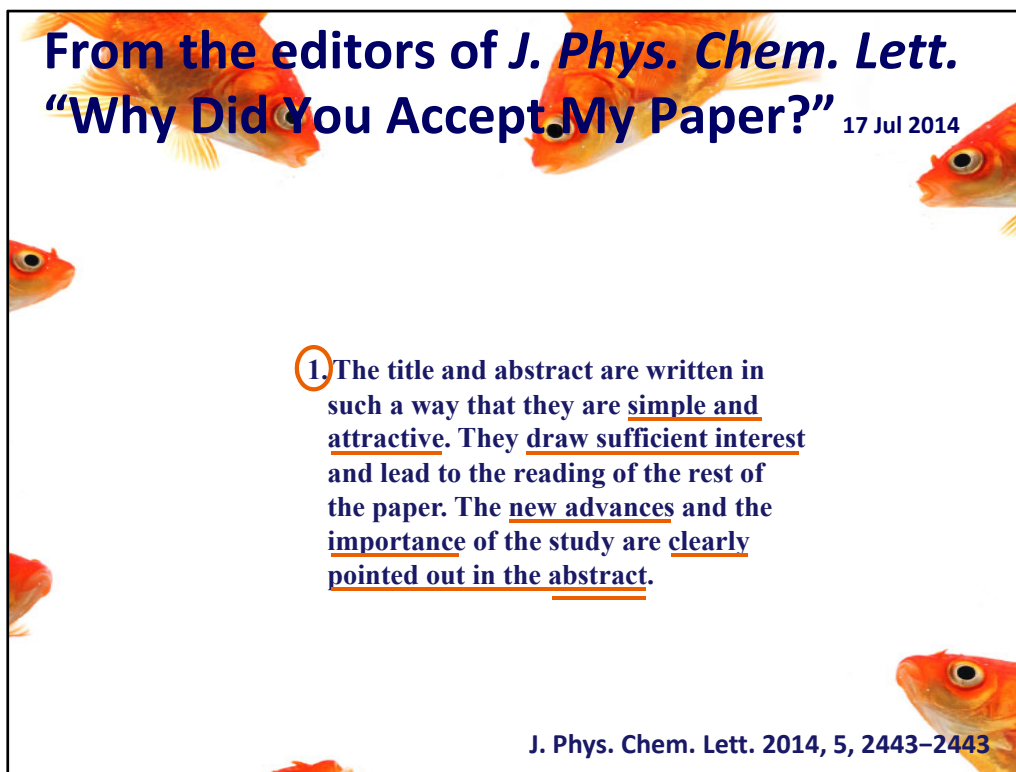 From the editors of J. Phys. Chem. Lett.
“Why Did You Accept My Paper?” 17 Jul 2014
1. The title and abstract are written in
such a way that they are simple and
attractive. They draw sufficient interest
and lead to the reading of the rest of
the paper. The new advances and the
importance of the study are clearly
pointed out in the abstract.
J. Phys. Chem. Lett. 2014, 5, 2443−2443